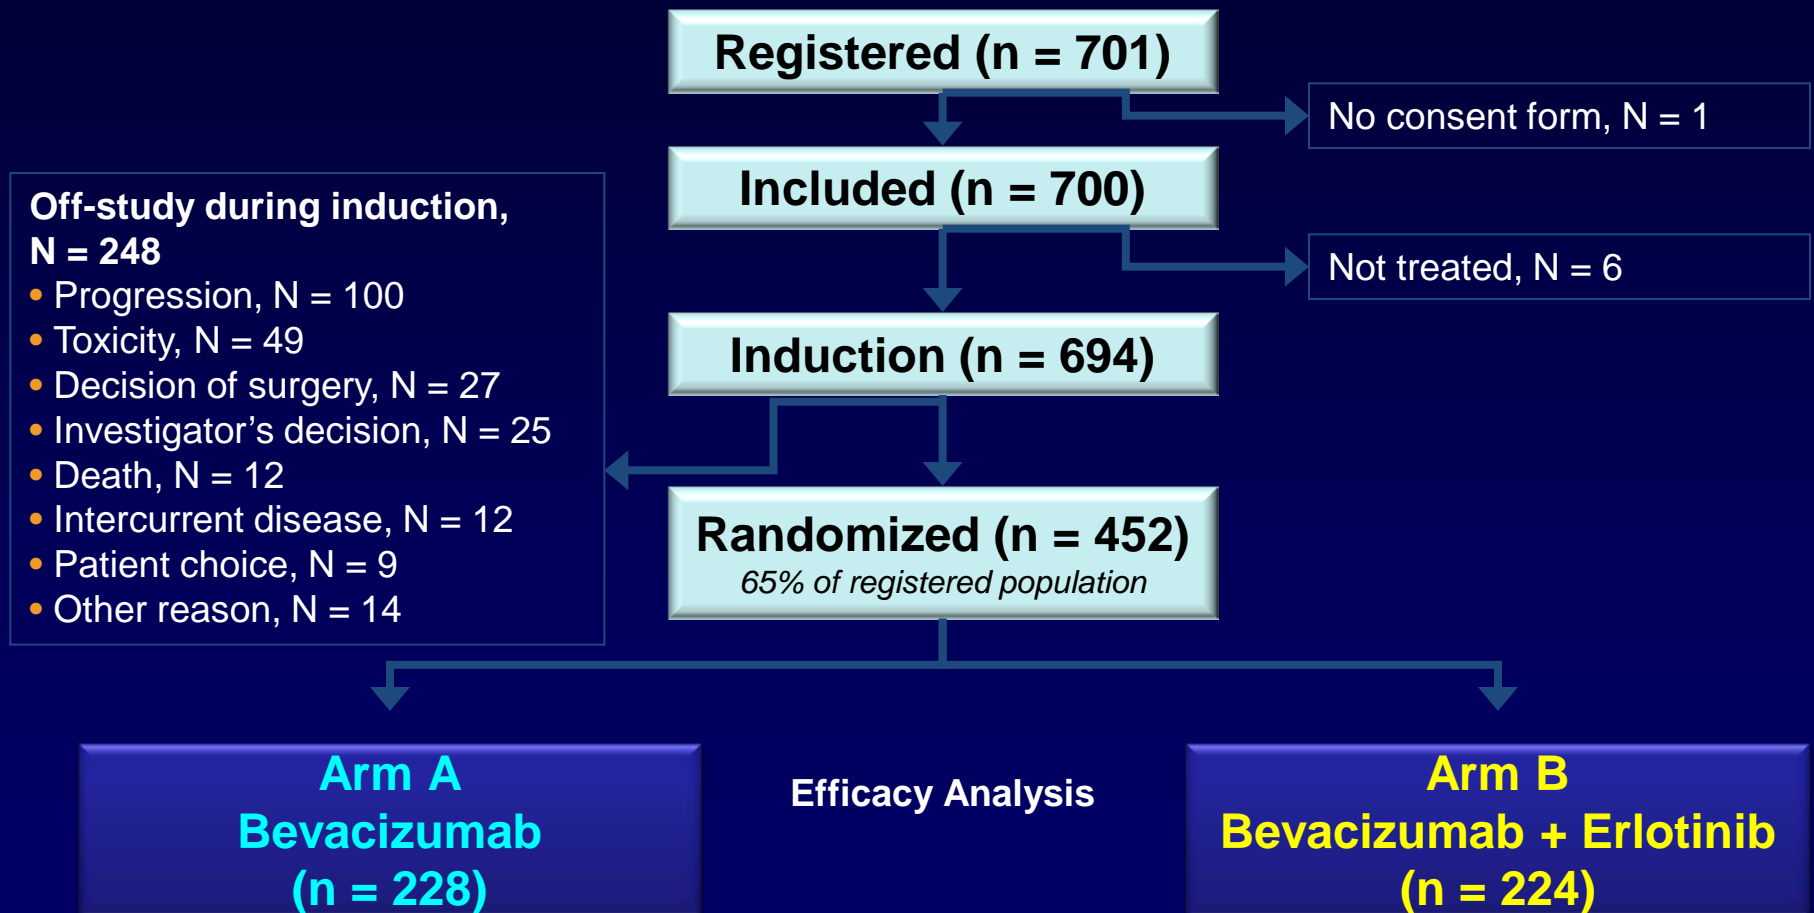 Registered (n = 701)
No consent form, N = 1
Included (n = 700)
Not treated, N = 6
Off-study during induction,
N = 248
• Progression, N = 100
• Toxicity, N = 49
• Decision of surgery, N = 27
• Investigator’s decision, N = 25
• Death, N = 12
• Intercurrent disease, N = 12
• Patient choice, N = 9
• Other reason, N = 14
Induction (n = 694)
Randomized (n = 452)
65% of registered population
Arm A
Bevacizumab
(n = 228)
Efficacy Analysis
Arm B
Bevacizumab + Erlotinib
(n = 224)